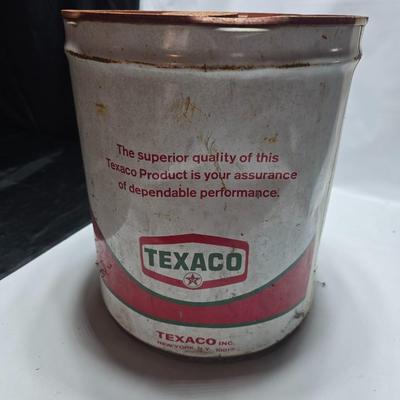 The superior quality of this
Texaco Product is your assurance
of dependable performance.
TEXACO
TEXACO INC.
NEW YORK, N.Y.